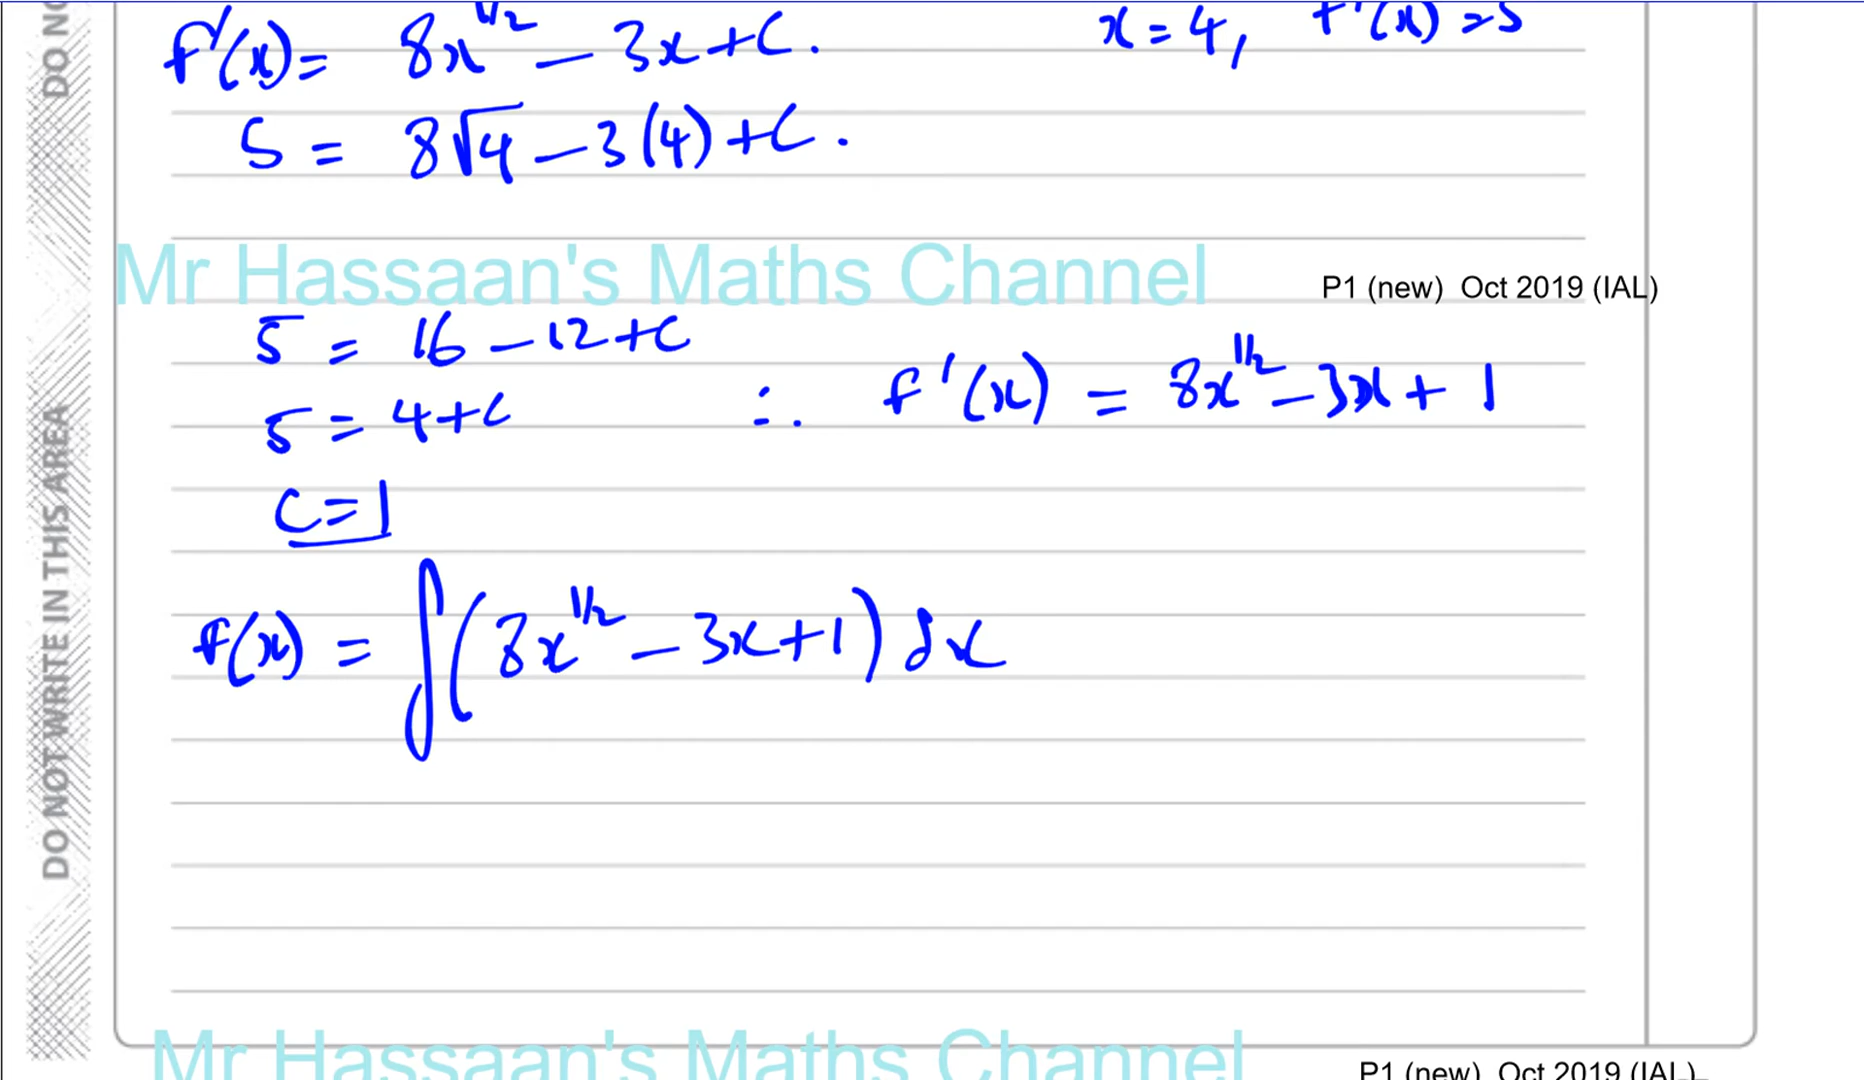 f'(x) = 8x^{1/2} - 3x + C.
x = 4, f'(x) = 5
5 = 8√4 - 3(4) + C.
Mr Hassaan's Maths Channel
P1 (new) Oct 2019 (IAL)
5 = 16 - 12 + C
5 = 4 + C
∴ f'(x) = 8x^{1/2} - 3x + 1
C = 1
f(x) = ∫(8x^{1/2} - 3x + 1) dx
Mr Hassaan's Maths Channel
P1 (new) Oct 2019 (IAL)
DO NOT WRITE IN THIS AREA
DO NO